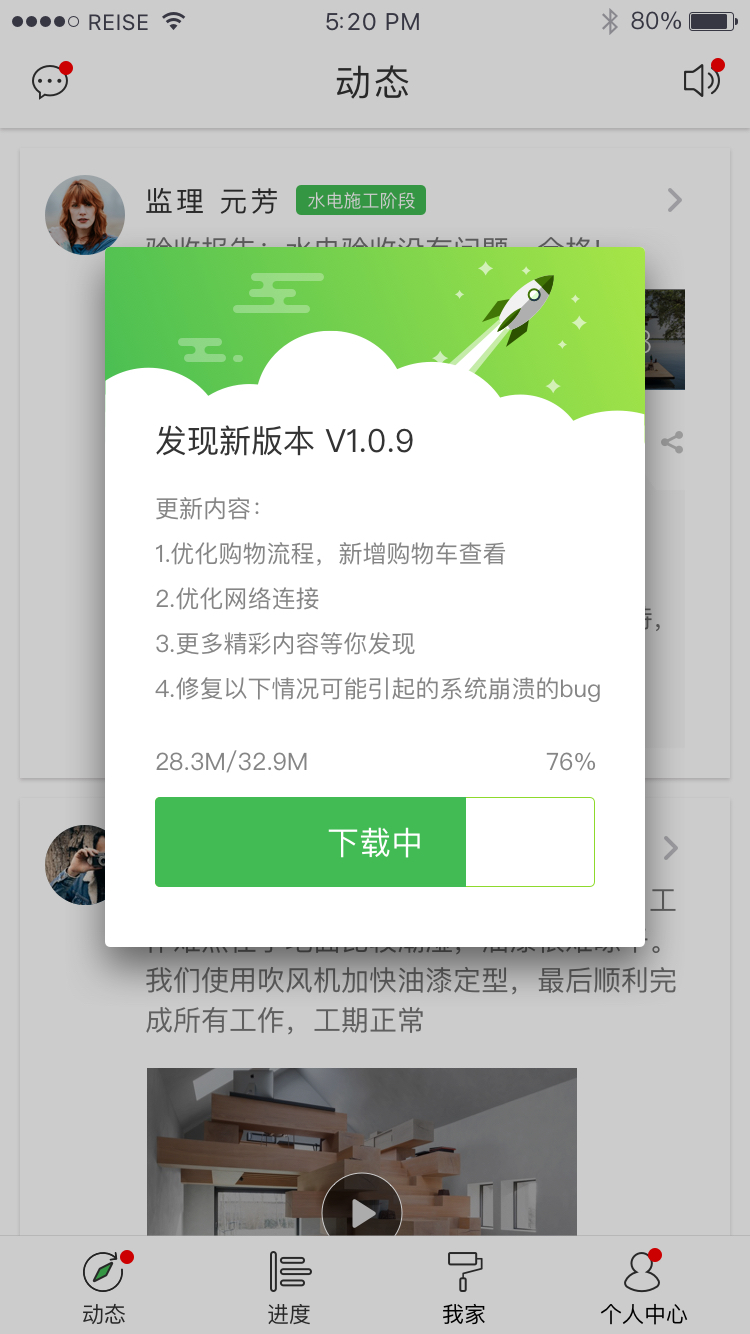 REISE 5:20 PM 80%
动态
监理 元芳 水电施工阶段
验收报告：水电验收没有问题，合格!
发现新版本 V1.0.9
更新内容：
1.优化购物流程，新增购物车查看
2.优化网络连接
3.更多精彩内容等你发现
4.修复以下情况可能引起的系统崩溃的bug
28.3M/32.9M 76%
下载中
工
我们使用吹风机加快油漆定型，最后顺利完
成所有工作，工期正常
动态 进度 我家 个人中心